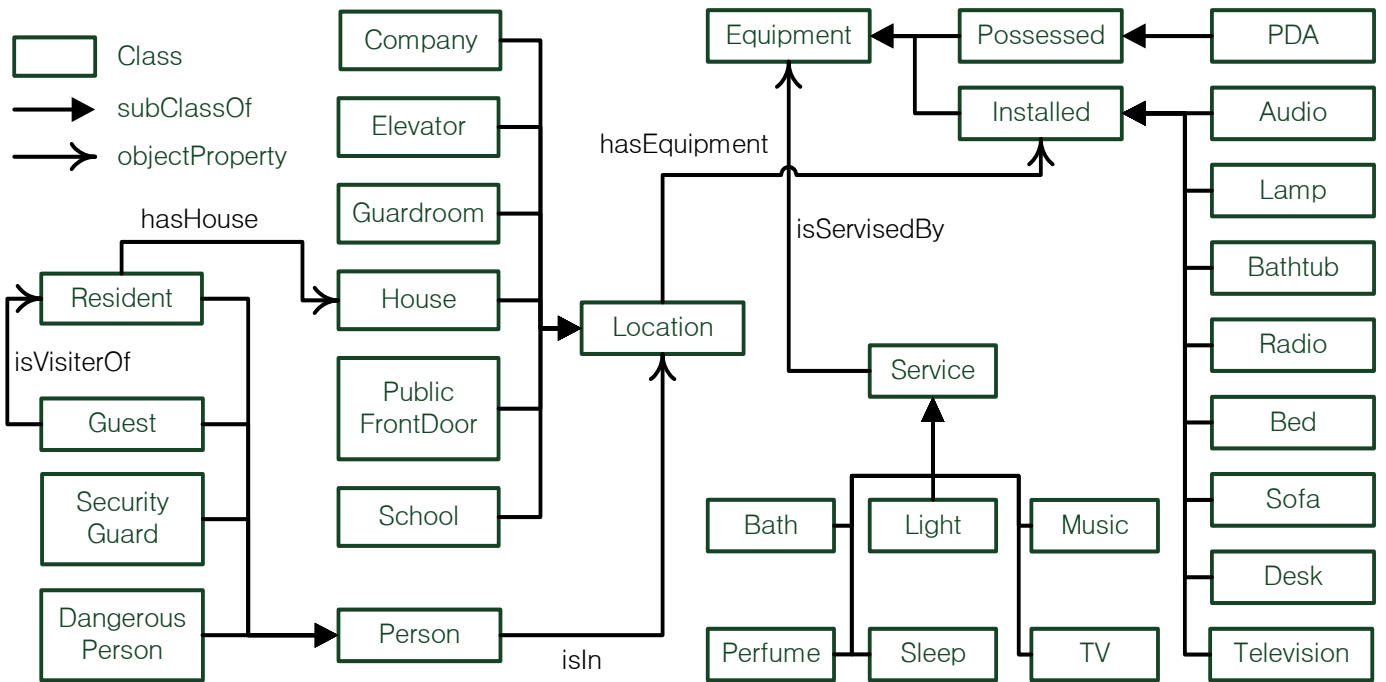 Class
subClassOf
objectProperty
hasHouse
Resident
isVisiterOf
Guest
Security
Guard
Dangerous
Person
Company
Elevator
Guardroom
House
Public
FrontDoor
School
Person
isIn
Location
hasEquipment
Equipment
isServisedBy
Service
Bath
Light
Music
Perfume
Sleep
TV
Possessed
Installed
PDA
Audio
Lamp
Bathtub
Radio
Bed
Sofa
Desk
Television